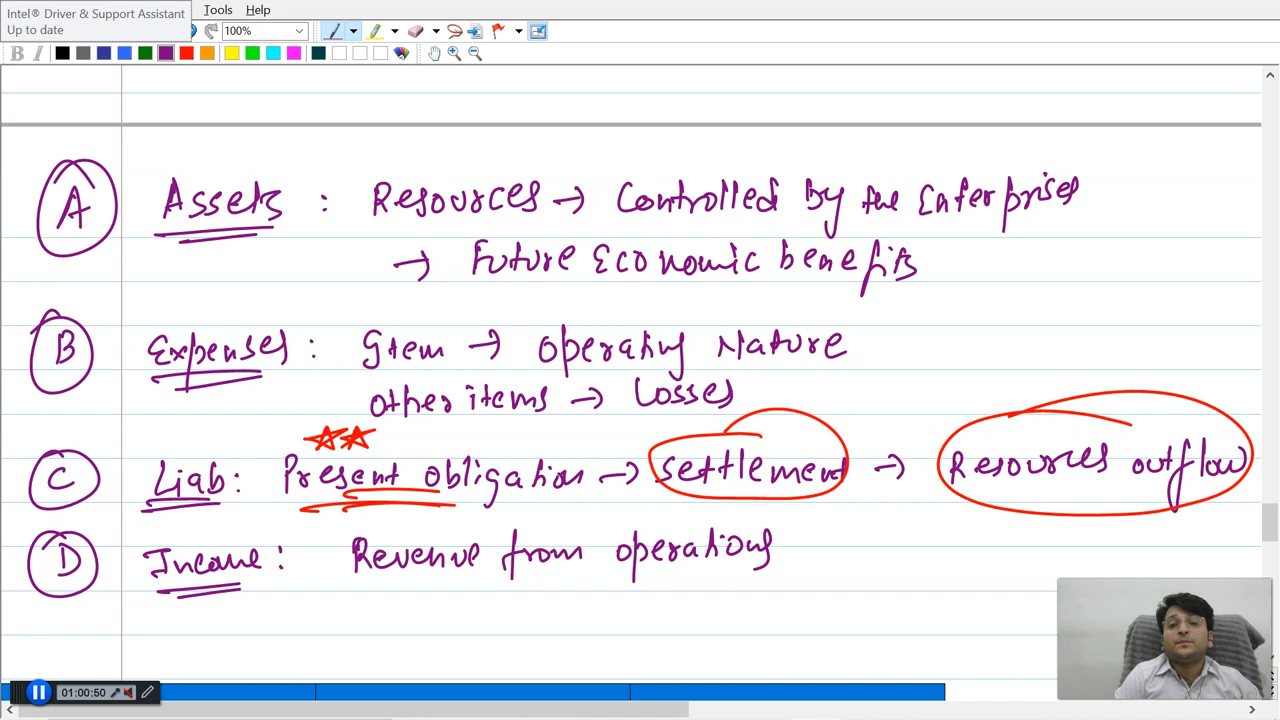 Intel® Driver & Support Assistant
Up to date
Tools Help
100%
B I
A Assets : Resources → Controlled by the Enterprises
→ Future Economic benefits
B Expenses : Item → operating Nature
other items → Losses
C Liab : Present obligation → Settlement → Resources outflow
D Income : Revenue from operations
01:00:50